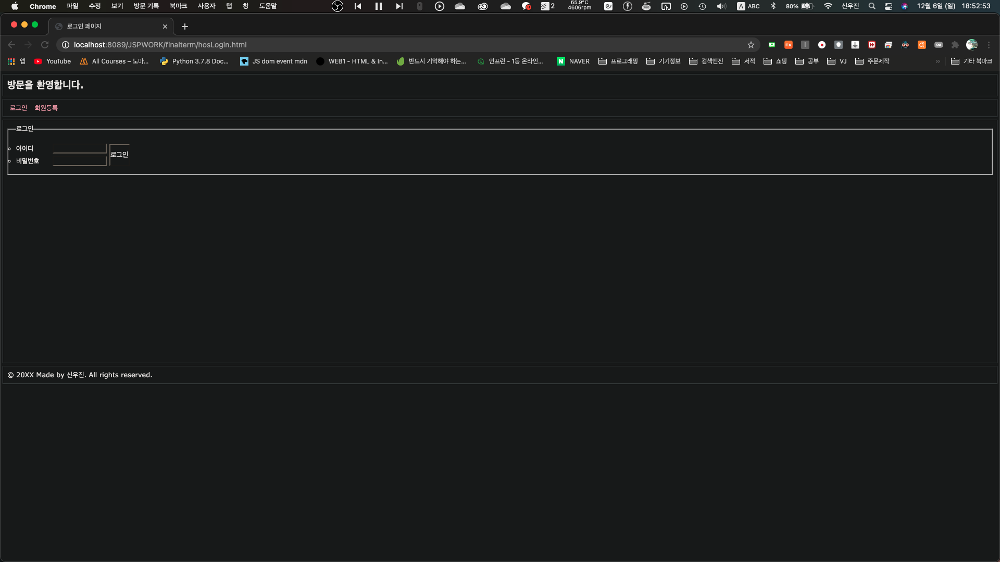 Chrome 파일 수정 보기 방문 기록 북마크 사용자 탭 창 도움말 2 65.9°C 4606rpm A ABC 80% 신우진 12월 6일 (일) 18:52:53
로그인 페이지
localhost:8089/JSPWORK/finalterm/hosLogin.html
앱 YouTube All Courses – 노마... Python 3.7.8 Doc... JS dom event mdn WEB1 - HTML & In... 반드시 기억해야 하는... 인프런 - 1등 온라인... NAVER 프로그래밍 기기정보 검색엔진 서적 쇼핑 공부 VJ 주문제작 » 기타 북마크
방문을 환영합니다.
로그인 회원등록
로그인
아이디
비밀번호
로그인
© 20XX Made by 신우진. All rights reserved.